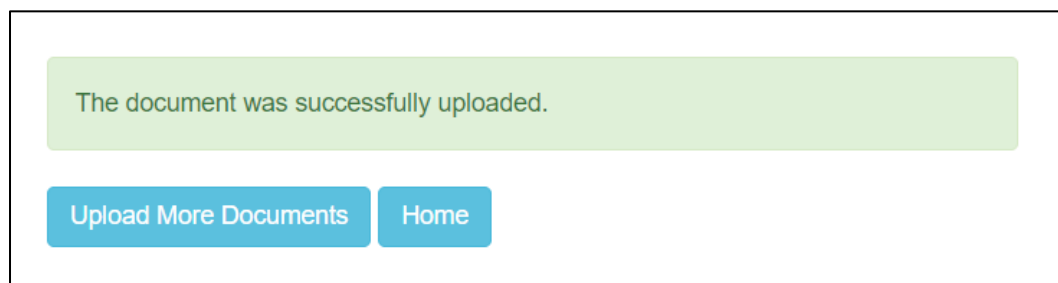 The document was successfully uploaded.
Upload More Documents Home